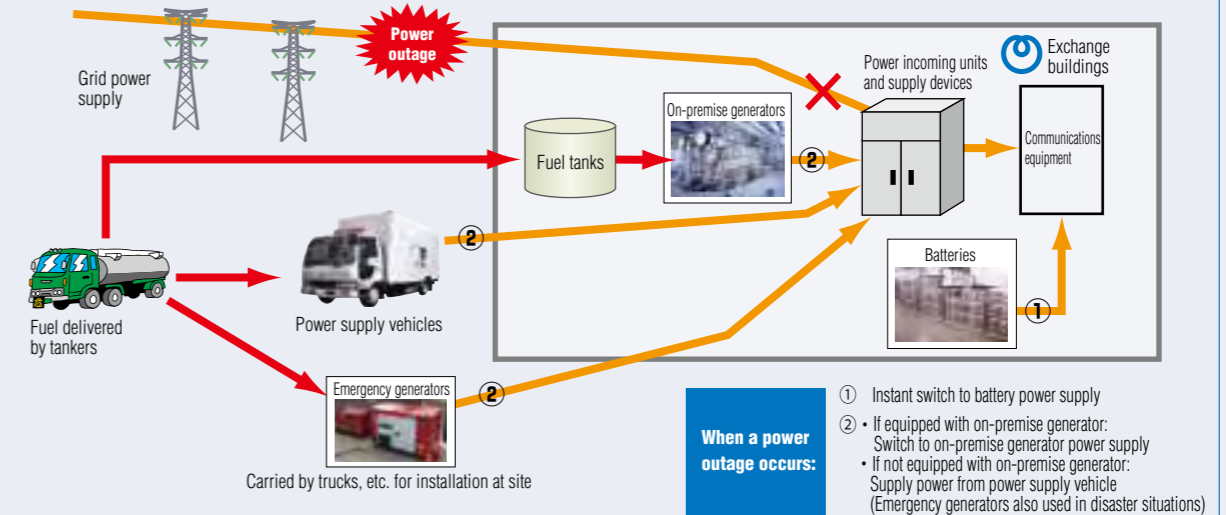 Power
outage
Grid power
supply
Power incoming units
and supply devices
Exchange
buildings
On-premise generators
Fuel tanks
②
Communications
equipment
②
Batteries
①
Fuel delivered
by tankers
Power supply vehicles
Emergency generators
②
Carried by trucks, etc. for installation at site
When a power
outage occurs:
① Instant switch to battery power supply
② • If equipped with on-premise generator:
Switch to on-premise generator power supply
• If not equipped with on-premise generator:
Supply power from power supply vehicle
(Emergency generators also used in disaster situations)